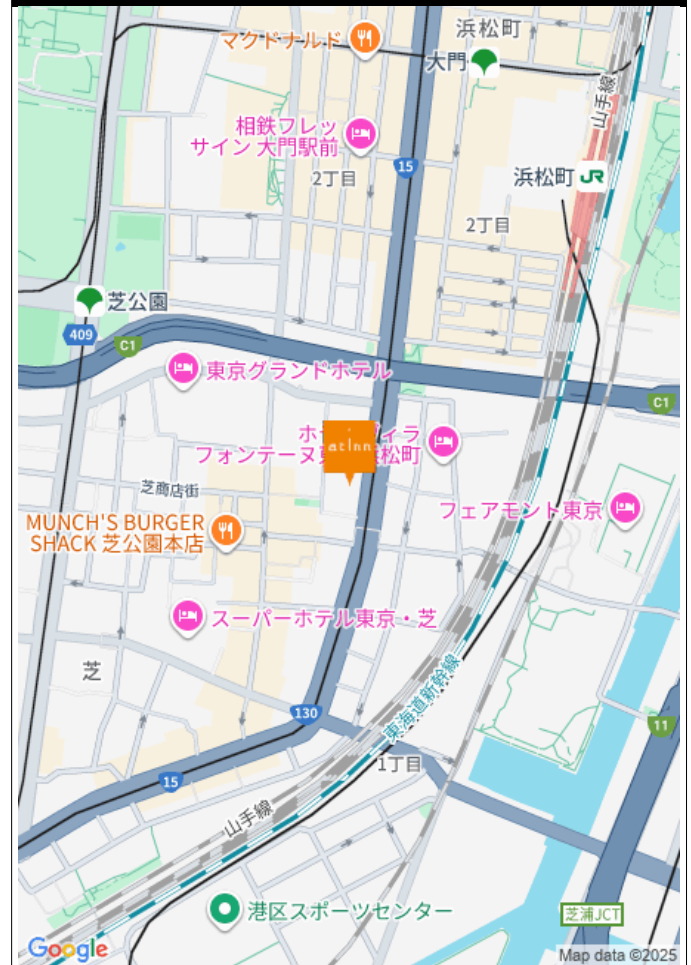 浜松町
マクドナルド
大門
山手線
相鉄フレッ
サイン 大門駅前
15
浜松町 JR
2丁目
2丁目
芝公園
409
C1
東京グランドホテル
C1
atInn
フォンテーヌ
松町
芝商店街
MUNCH'S BURGER
SHACK 芝公園本店
フェアモント東京
スーパーホテル東京・芝
芝
東海道新幹線
130
11
1丁目
15
山手線
港区スポーツセンター
芝浦JCT
Google
Map data ©2025